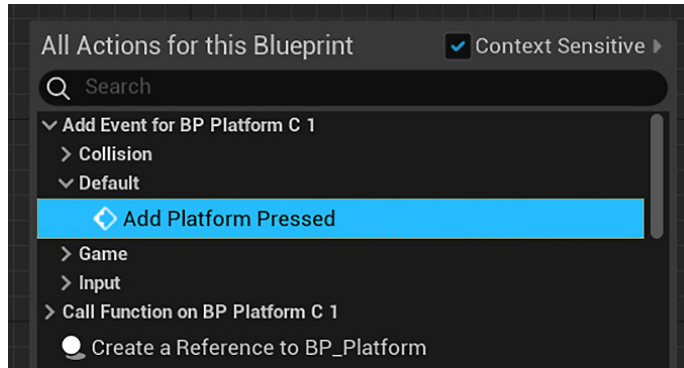 All Actions for this Blueprint Context Sensitive
Search
Add Event for BP Platform C 1
Collision
Default
Add Platform Pressed
Game
Input
Call Function on BP Platform C 1
Create a Reference to BP_Platform